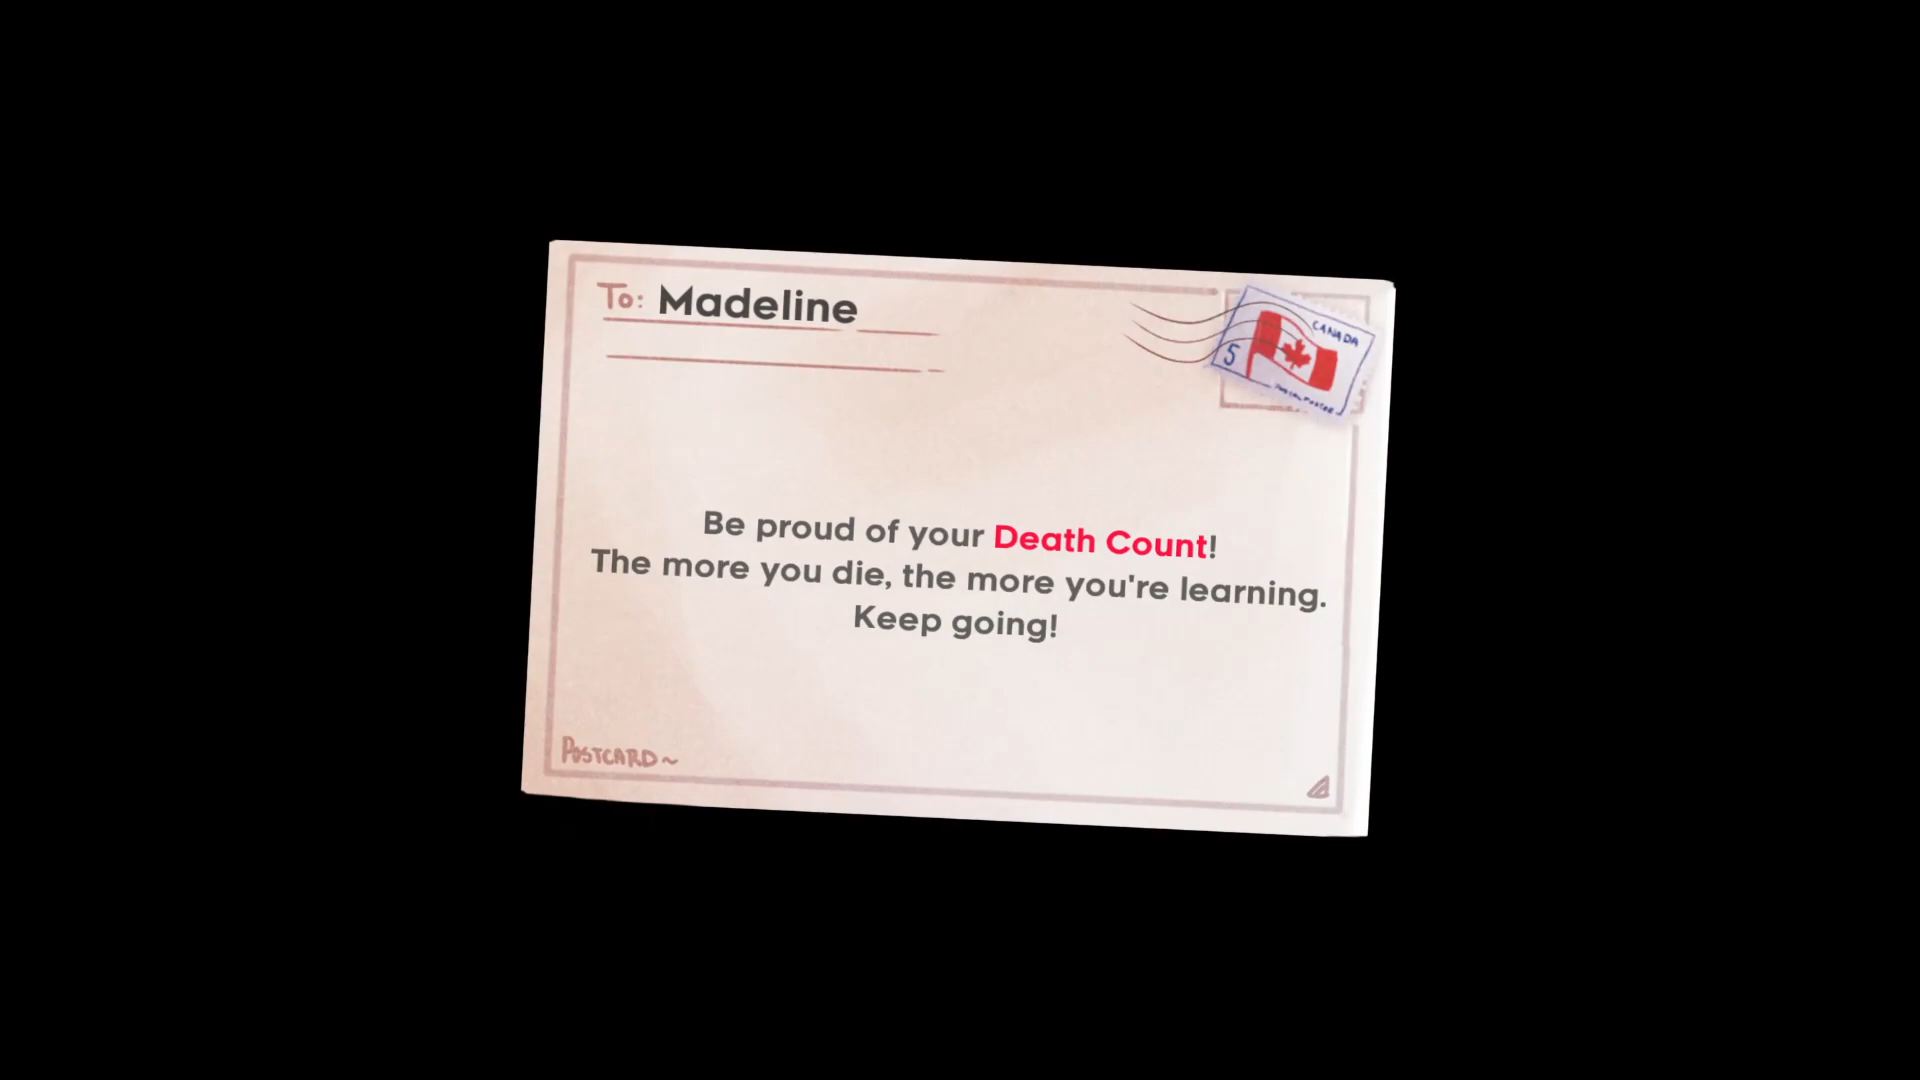 To: Madeline
CANADA
5
Be proud of your Death Count!
The more you die, the more you're learning.
Keep going!
POSTCARD~